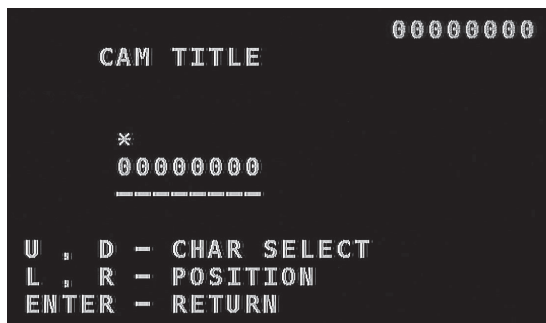 00000000
CAM TITLE
*
00000000
————————
U , D — CHAR SELECT
L , R — POSITION
ENTER — RETURN